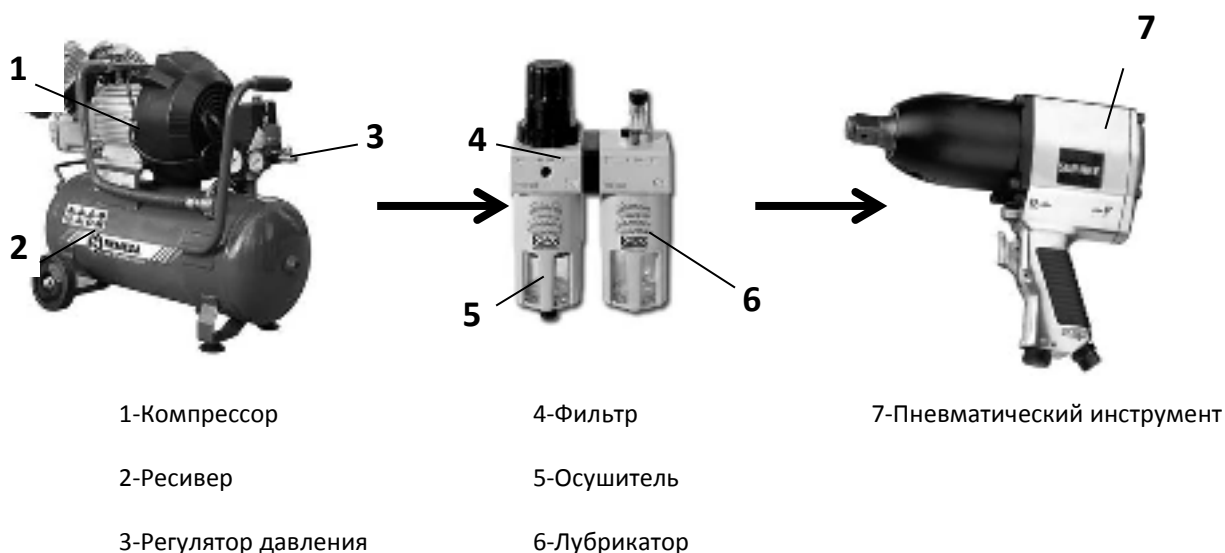 7
1
3
4
2
5
6
1-Компрессор
4-Фильтр
7-Пневматический инструмент
2-Ресивер
5-Осушитель
3-Регулятор давления
6-Лубрикатор